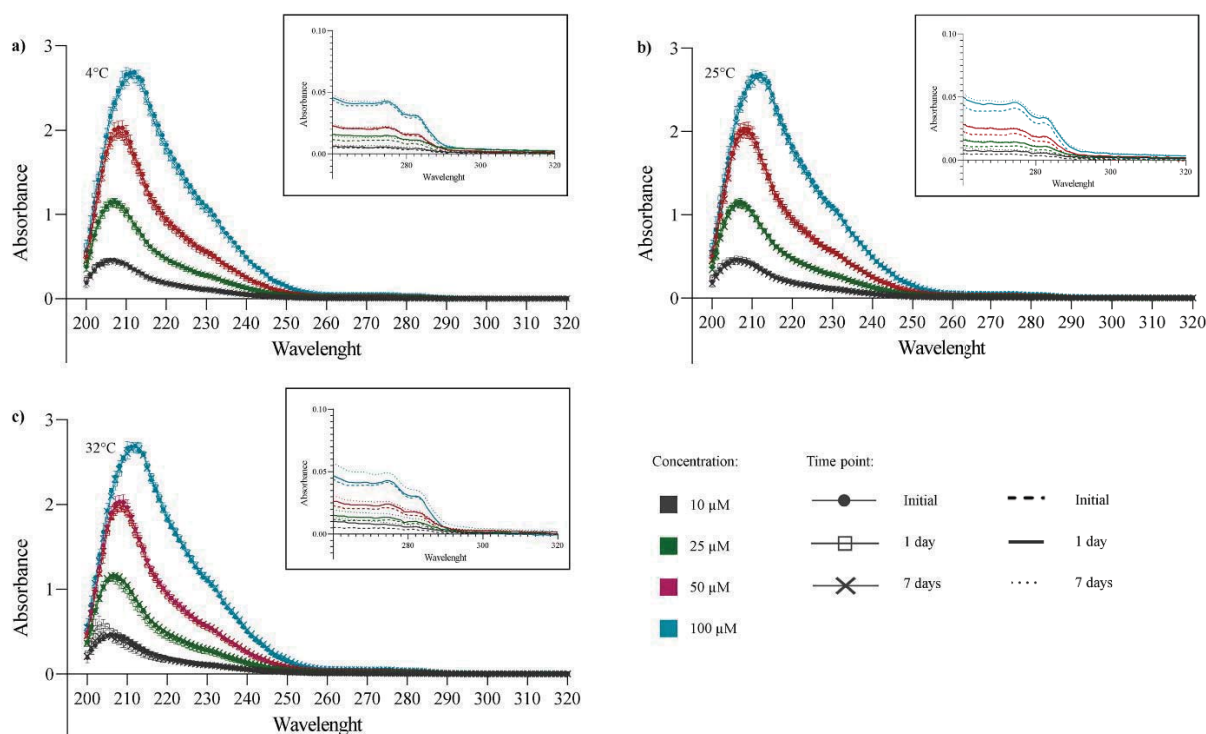 a)
4°C
Absorbance
3
2
1
0
200 210 220 230 240 250 260 270 280 290 300 310 320
Wavelenght
Absorbance
0.10
0.05
0.00
280 300 320
Wavelenght
b)
25°C
Absorbance
3
2
1
0
200 210 220 230 240 250 260 270 280 290 300 310 320
Wavelenght
Absorbance
0.10
0.05
0.00
280 300 320
Wavelenght
c)
32°C
Absorbance
3
2
1
0
200 210 220 230 240 250 260 270 280 290 300 310 320
Wavelenght
Absorbance
0.10
0.05
0.00
280 300 320
Wavelenght
Concentration:
10 µM
25 µM
50 µM
100 µM
Time point:
Initial
1 day
7 days
Initial
1 day
7 days